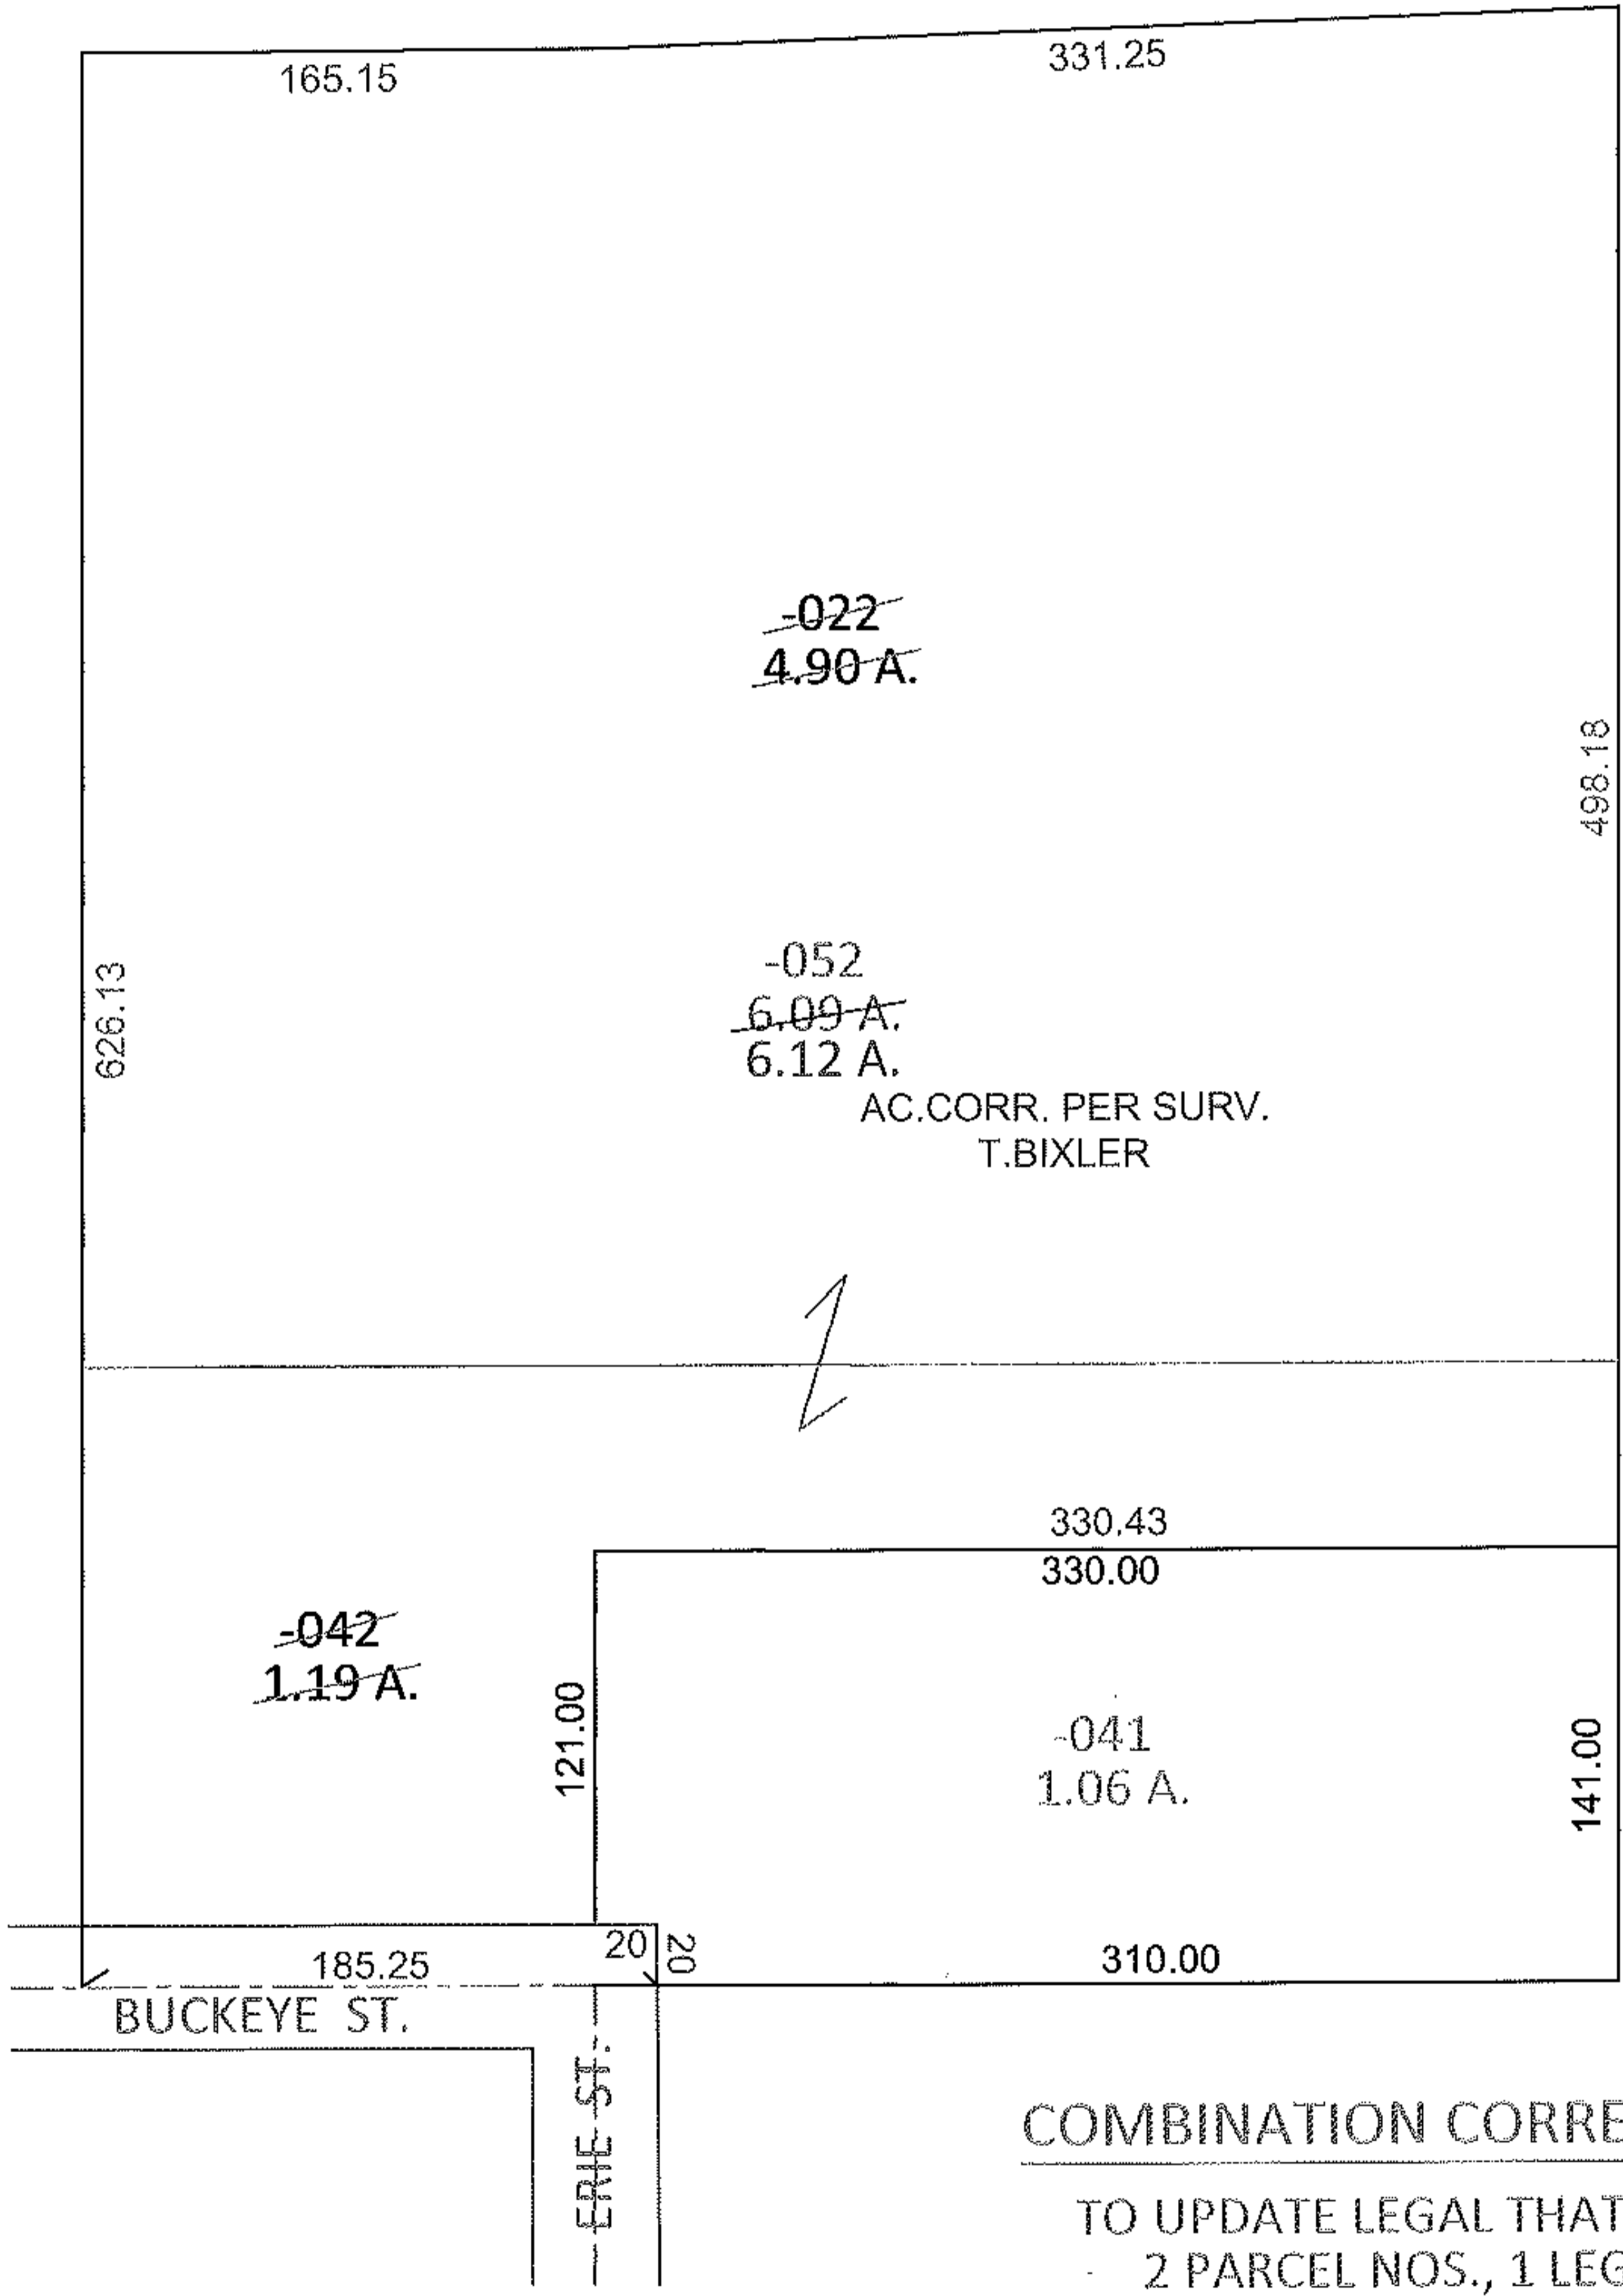 165.15
331.25
-022
4.90 A.
498.18
-052
6.09 A.
6.12 A.
626.13
AC.CORR. PER SURV.
T.BIXLER
330.43
330.00
-042
1.19 A.
121.00
-041
1.06 A.
141.00
185.25
20
20
310.00
BUCKEYE ST.
ERIE ST.
COMBINATION CORRE
TO UPDATE LEGAL THAT
2 PARCEL NOS., 1 LEG